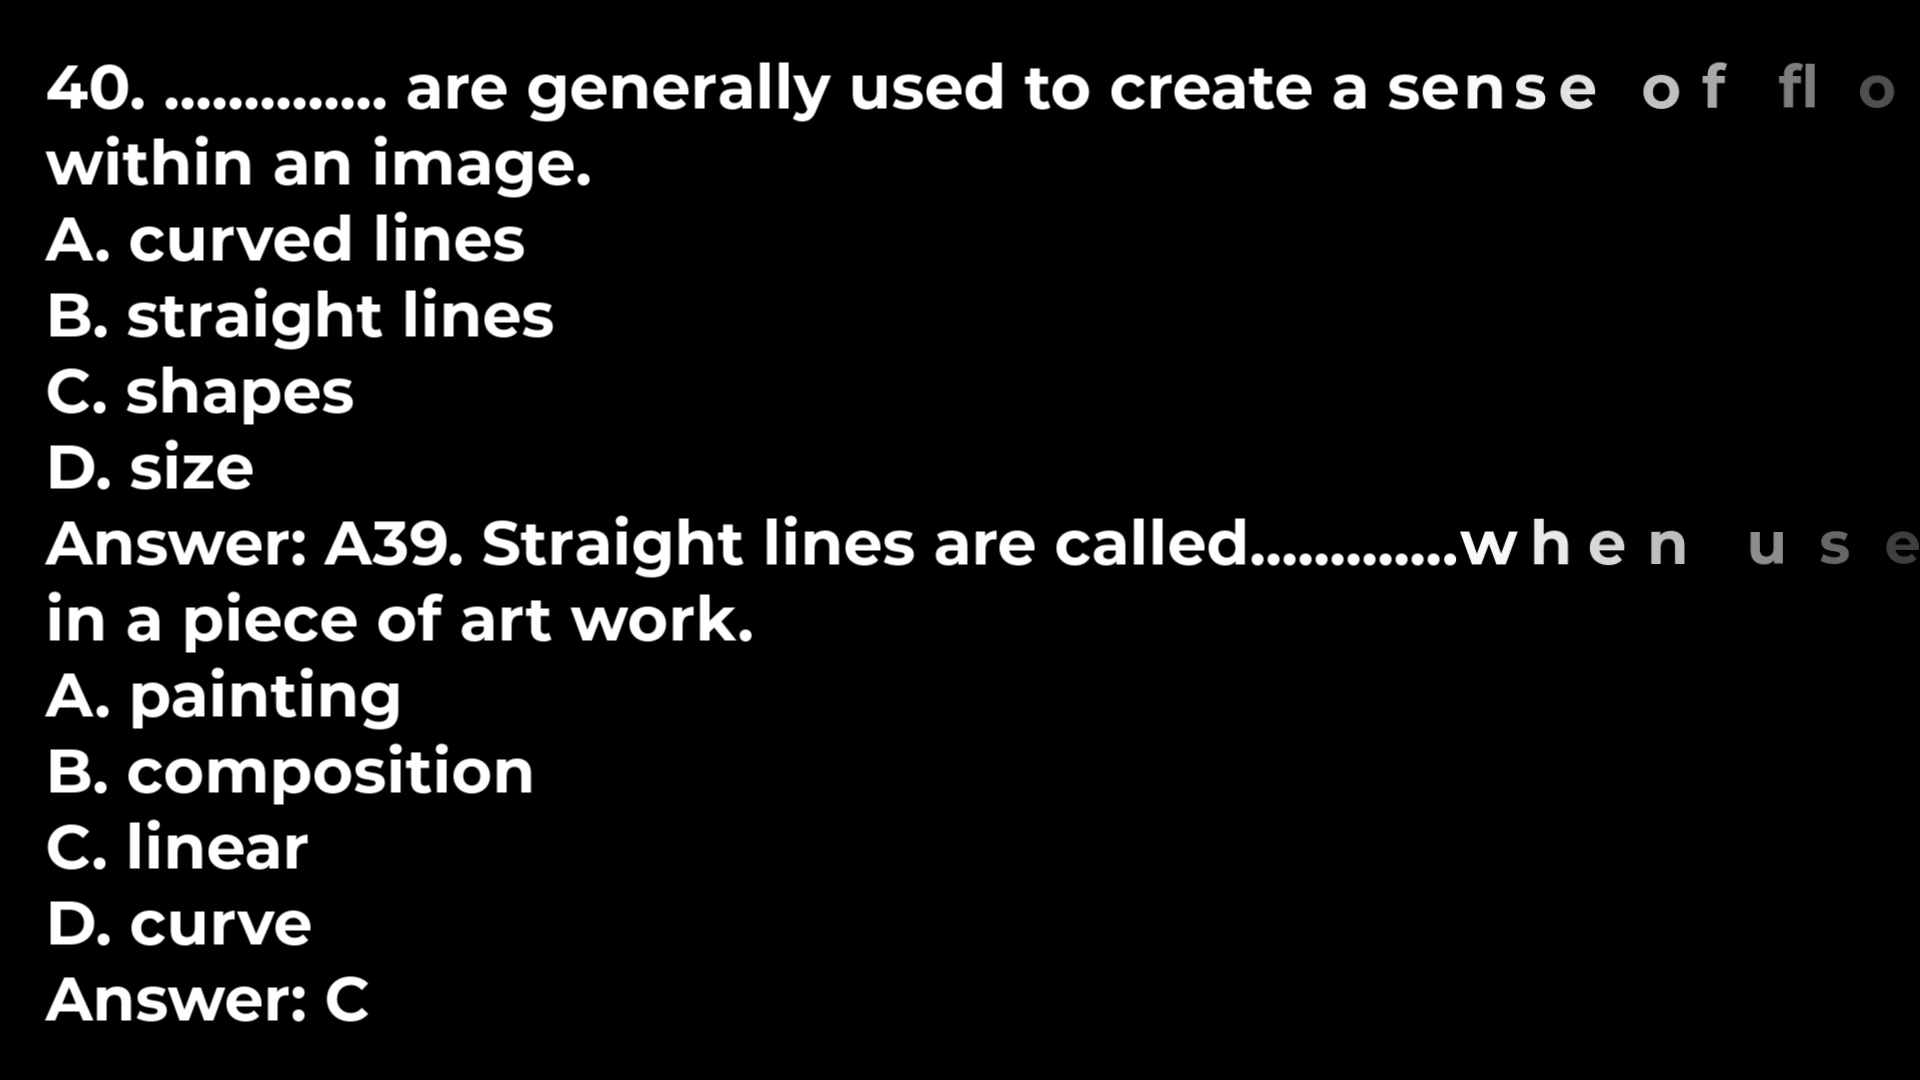 40. .............. are generally used to create a sense of flo
within an image.
A. curved lines
B. straight lines
C. shapes
D. size
Answer: A39. Straight lines are called.............when use
in a piece of art work.
A. painting
B. composition
C. linear
D. curve
Answer: C